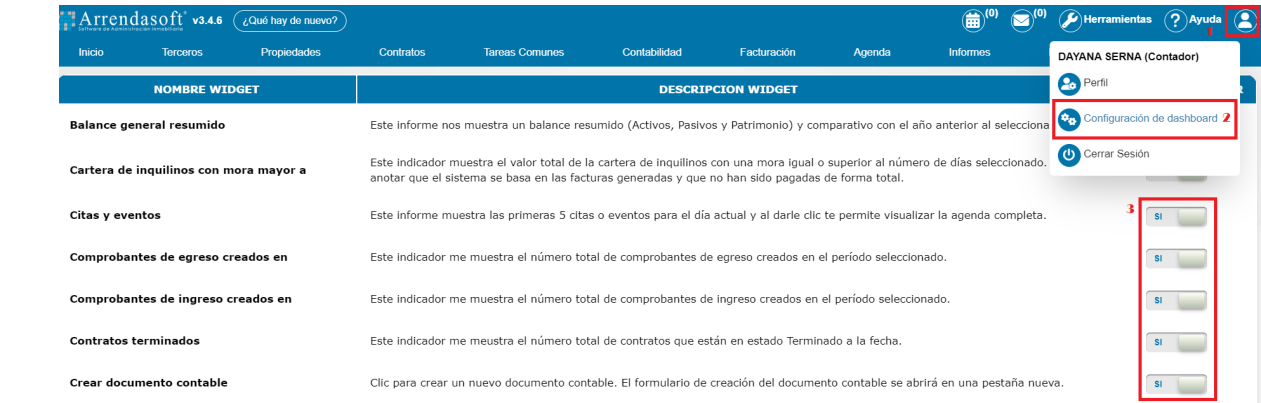 Arrendasoft® v3.4.6 ¿Qué hay de nuevo? (0) (0) Herramientas ? Ayuda
Software de Administración Inmobiliaria
1
Inicio Terceros Propiedades Contratos Tareas Comunes Contabilidad Facturación Agenda Informes
DAYANA SERNA (Contador)
Perfil
Configuración de dashboard 2
Cerrar Sesión
NOMBRE WIDGET DESCRIPCION WIDGET
Balance general resumido Este informe nos muestra un balance resumido (Activos, Pasivos y Patrimonio) y comparativo con el año anterior al selecciona
Cartera de inquilinos con mora mayor a Este indicador muestra el valor total de la cartera de inquilinos con una mora igual o superior al número de días seleccionado.
anotar que el sistema se basa en las facturas generadas y que no han sido pagadas de forma total.
Citas y eventos Este informe muestra las primeras 5 citas o eventos para el día actual y al darle clic te permite visualizar la agenda completa. 3 SI
Comprobantes de egreso creados en Este indicador me muestra el número total de comprobantes de egreso creados en el período seleccionado. SI
Comprobantes de ingreso creados en Este indicador me muestra el número total de comprobantes de ingreso creados en el período seleccionado. SI
Contratos terminados Este indicador me meustra el número total de contratos que están en estado Terminado a la fecha. SI
Crear documento contable Clic para crear un nuevo documento contable. El formulario de creación del documento contable se abrirá en una pestaña nueva. SI